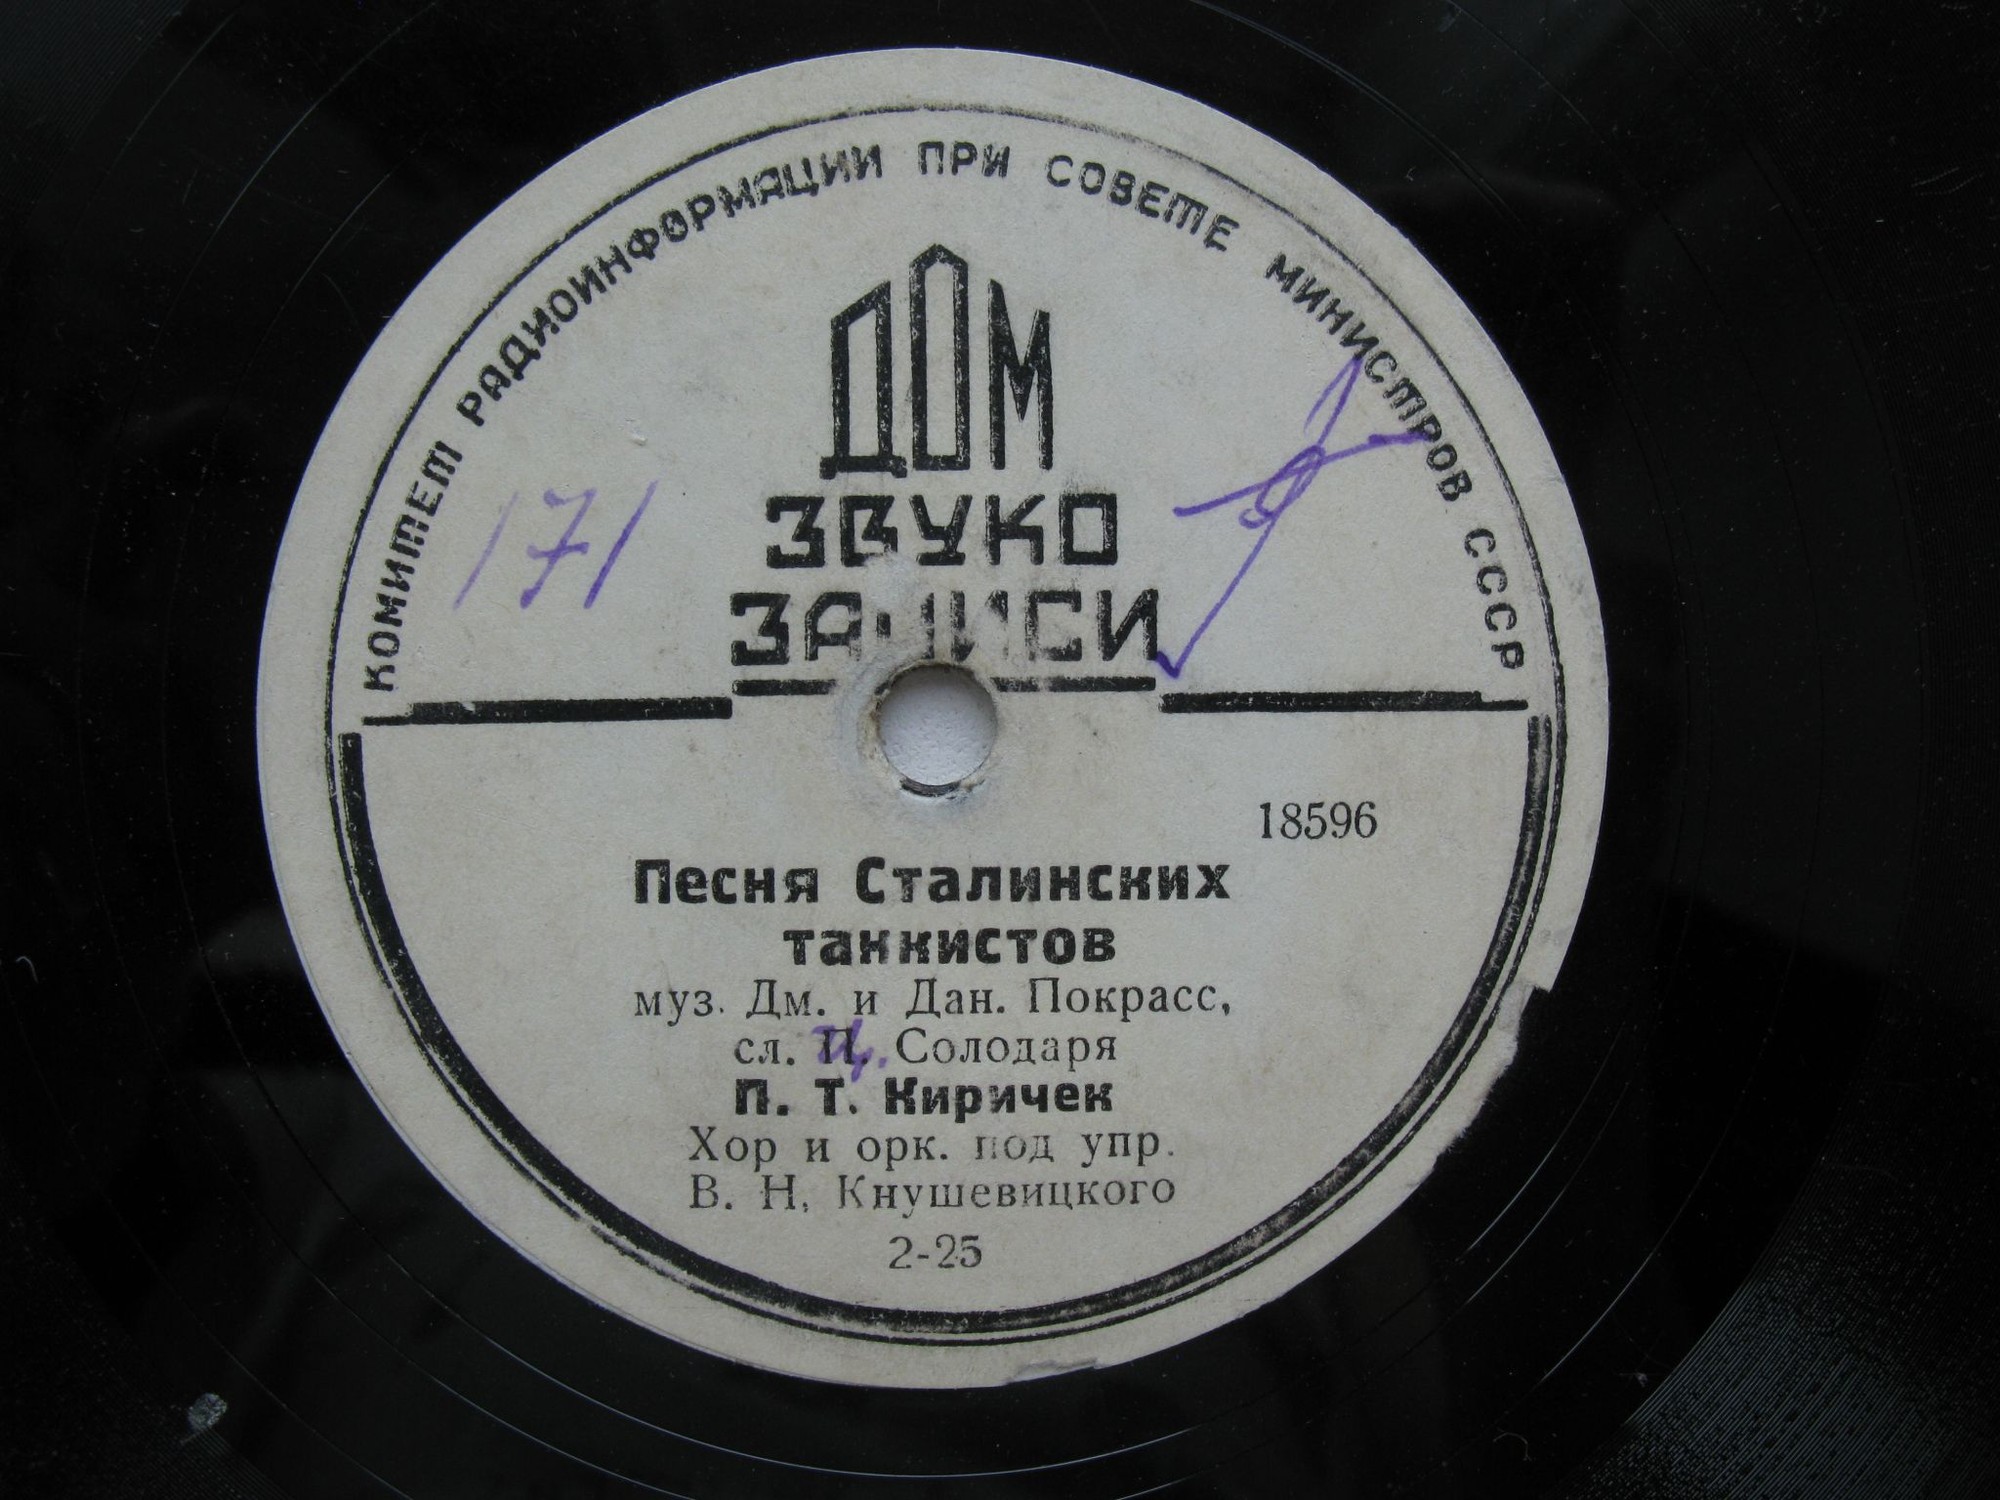 КОМИТЕТ РАДИОИНФОРМАЦИИ ПРИ СОВЕТЕ МИНИСТРОВ СССР
ДОМ
ЗВУКО
ЗАПИСИ
171
18596
Песня Сталинских
танкистов
муз. Дм. и Дан. Покрасс,
сл. Ц. Солодаря
П. Т. Киричек
Хор и орк. под упр.
В. Н. Кнушевицкого
2-25